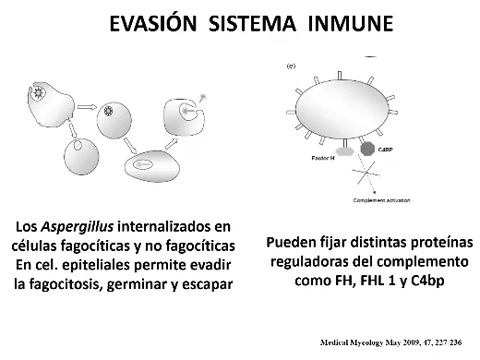 EVASIÓN SISTEMA INMUNE
(σ)
Factor H
C4BP
Complement activation
Los Aspergillus internalizados en
células fagocíticas y no fagocíticas
En cel. epiteliales permite evadir
la fagocitosis, germinar y escapar
Pueden fijar distintas proteínas
reguladoras del complemento
como FH, FHL 1 y C4bp
Medical Mycology May 2009, 47, 227-236